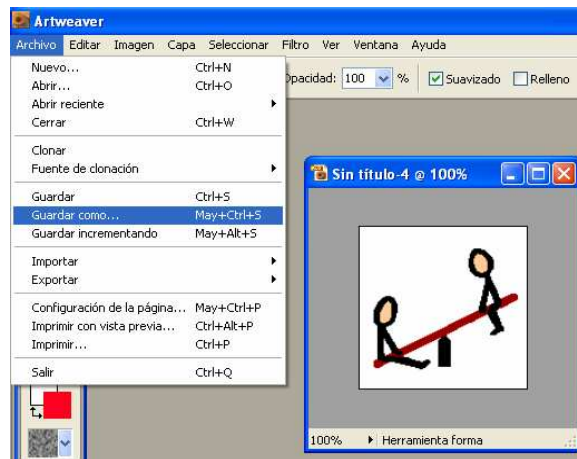 Artweaver
Archivo Editar Imagen Capa Seleccionar Filtro Ver Ventana Ayuda
Opacidad: 100 % Suavizado Relleno
Nuevo... Ctrl+N
Abrir... Ctrl+O
Abrir reciente
Cerrar Ctrl+W
Clonar
Fuente de clonación
Guardar Ctrl+S
Guardar como... May+Ctrl+S
Guardar incrementando May+Alt+S
Importar
Exportar
Configuración de la página... May+Ctrl+P
Imprimir con vista previa... Ctrl+Alt+P
Imprimir... Ctrl+P
Salir Ctrl+Q
Sin título-4 @ 100%
100% Herramienta forma